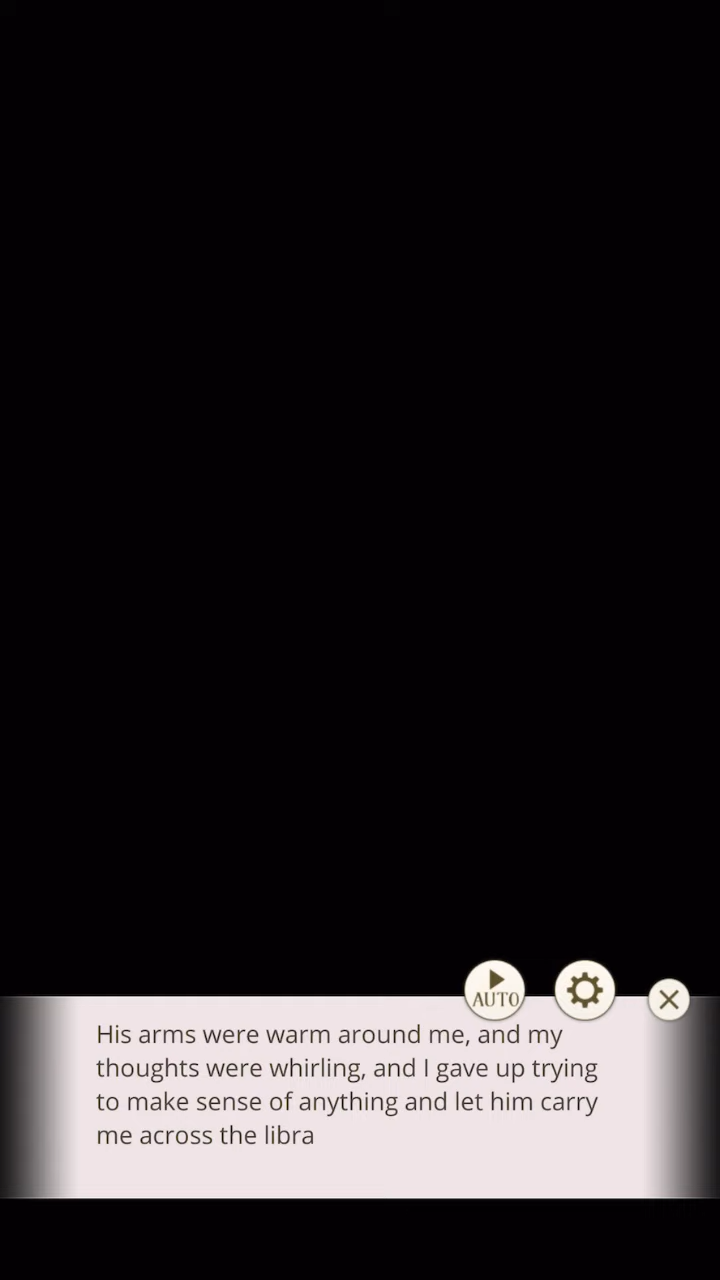 AUTO
His arms were warm around me, and my
thoughts were whirling, and I gave up trying
to make sense of anything and let him carry
me across the libra